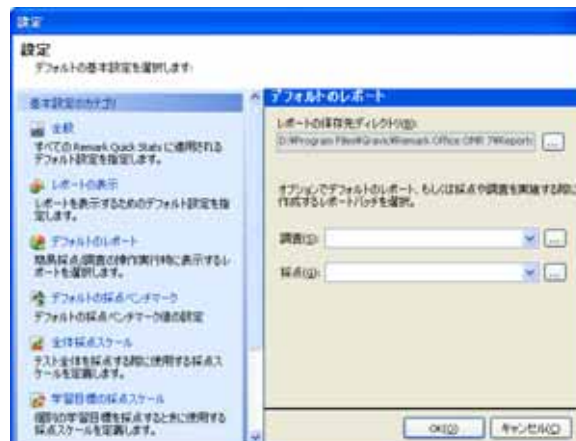 設定
設定
デフォルトの基本設定を選択します:
基本設定のカテゴリ
全般
すべてのRemark Quick Statsに適用される
デフォルト設定を指定します。
レポートの表示
レポートを表示するためのデフォルト設定を指
定します。
デフォルトのレポート
簡易採点/調査の操作実行時に表示するレ
ポートを選択します。
デフォルトの採点ベンチマーク
デフォルトの採点ベンチマーク値の設定
全体採点スケール
テスト全体を採点する際に使用する採点ス
ケールを定義します。
学習目標の採点スケール
個別の学習目標を採点するときに使用する
採点スケールを定義します。
デフォルトのレポート
レポートの保存先ディレクトリ(B):
D:¥Program Files¥Gravic¥Remark Office OMR 7¥Reports
...
オプションでデフォルトのレポート、もしくは採点や調査を実施する際に
作成するレポートバッチを選択。
調査(S):
...
採点(G):
...
OK(O)
キャンセル(C)